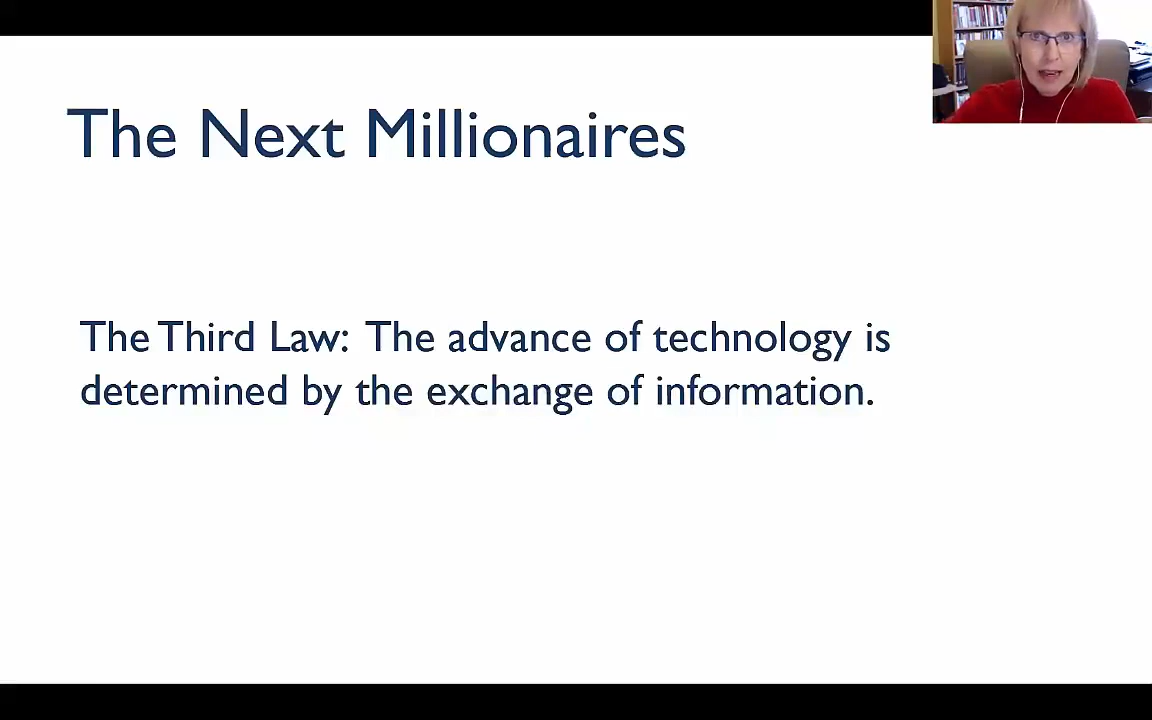 The Next Millionaires
The Third Law: The advance of technology is
determined by the exchange of information.